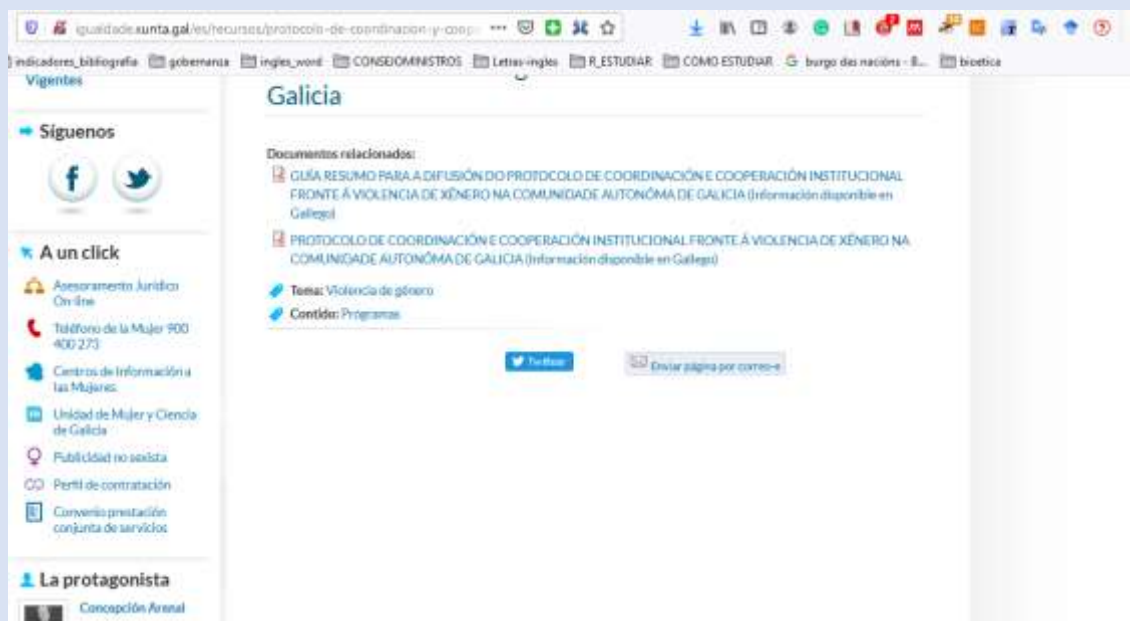 igualdade.xunta.gal/es/recursos/protocolo-de-coordinacion-y-coop
indicadores_bibliografia gobernanza ingles_word CONSEJOMINISTROS Letras-ingles R_ESTUDIAR COMO ESTUDIAR burgo das nacións - B... bioetica
Vigentes
Galicia
Síguenos
Documentos relacionados:
GUÍA RESUMO PARA A DIFUSIÓN DO PROTOCOLO DE COORDINACIÓN E COOPERACIÓN INSTITUCIONAL
FRONTE Á VIOLENCIA DE XÉNERO NA COMUNIDADE AUTONÓMA DE GALICIA (Información disponible en
Gallego)
PROTOCOLO DE COORDINACIÓN E COOPERACIÓN INSTITUCIONAL FRONTE Á VIOLENCIA DE XÉNERO NA
COMUNIDADE AUTONÓMA DE GALICIA (Información disponible en Gallego)
Tema: Violencia de género
Contido: Programas
Twittear
Enviar página por correo-e
A un click
Asesoramento Jurídico
On-line
Teléfono de la Mujer 900
400 273
Centros de Información a
las Mujeres
Unidad de Mujer y Ciencia
de Galicia
Publicidad no sexista
Perfil de contratación
Convenio prestación
conjunta de servicios
La protagonista
Concepción Arenal